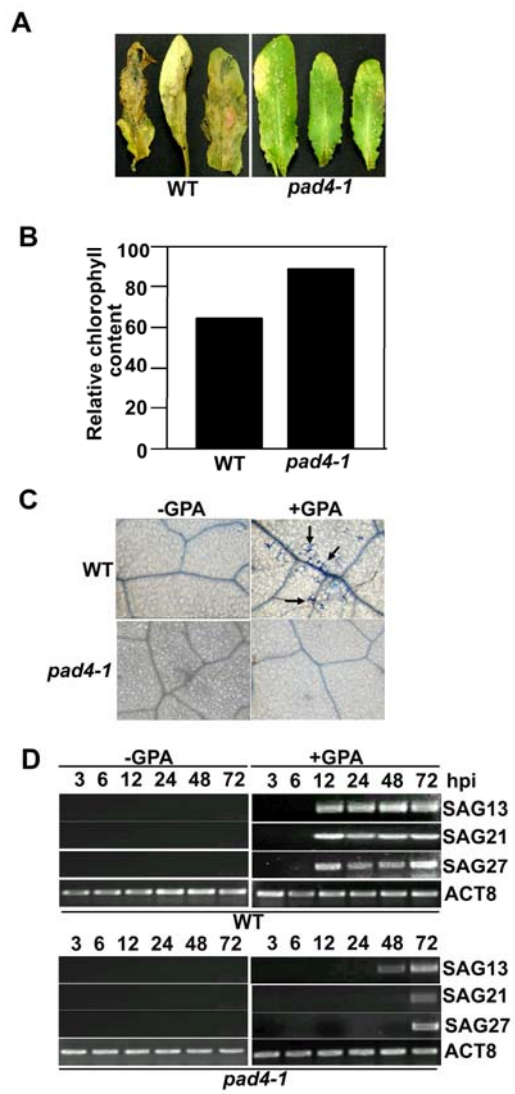 A
WT pad4-1
B
Relative chlorophyll
content
100
80
60
40
20
0
WT pad4-1
C
-GPA +GPA
WT
pad4-1
D
-GPA +GPA
3 6 12 24 48 72 3 6 12 24 48 72 hpi
SAG13
SAG21
SAG27
ACT8
WT
3 6 12 24 48 72 3 6 12 24 48 72
SAG13
SAG21
SAG27
ACT8
pad4-1